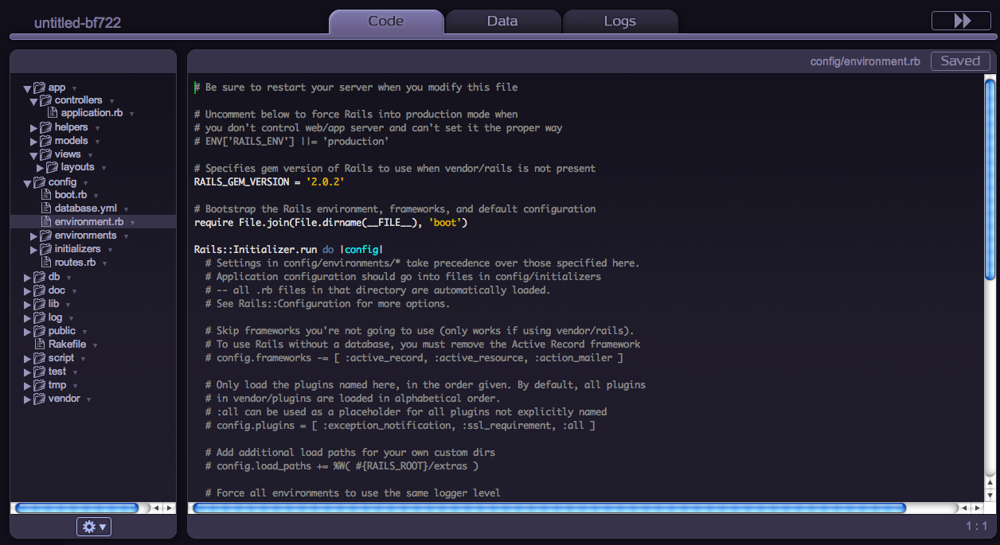 untitled-bf722
Code
Data
Logs
config/environment.rb
Saved
app
controllers
application.rb
helpers
models
views
layouts
config
boot.rb
database.yml
environment.rb
environments
initializers
routes.rb
db
doc
lib
log
public
Rakefile
script
test
tmp
vendor
# Be sure to restart your server when you modify this file
# Uncomment below to force Rails into production mode when
# you don't control web/app server and can't set it the proper way
# ENV['RAILS_ENV'] ||= 'production'
# Specifies gem version of Rails to use when vendor/rails is not present
RAILS_GEM_VERSION = '2.0.2'
# Bootstrap the Rails environment, frameworks, and default configuration
require File.join(File.dirname(__FILE__), 'boot')
Rails::Initializer.run do |config|
# Settings in config/environments/* take precedence over those specified here.
# Application configuration should go into files in config/initializers
# -- all .rb files in that directory are automatically loaded.
# See Rails::Configuration for more options.
# Skip frameworks you're not going to use (only works if using vendor/rails).
# To use Rails without a database, you must remove the Active Record framework
# config.frameworks -= [ :active_record, :active_resource, :action_mailer ]
# Only load the plugins named here, in the order given. By default, all plugins
# in vendor/plugins are loaded in alphabetical order.
# :all can be used as a placeholder for all plugins not explicitly named
# config.plugins = [ :exception_notification, :ssl_requirement, :all ]
# Add additional load paths for your own custom dirs
# config.load_paths += %W( #{RAILS_ROOT}/extras )
# Force all environments to use the same logger level
1 : 1